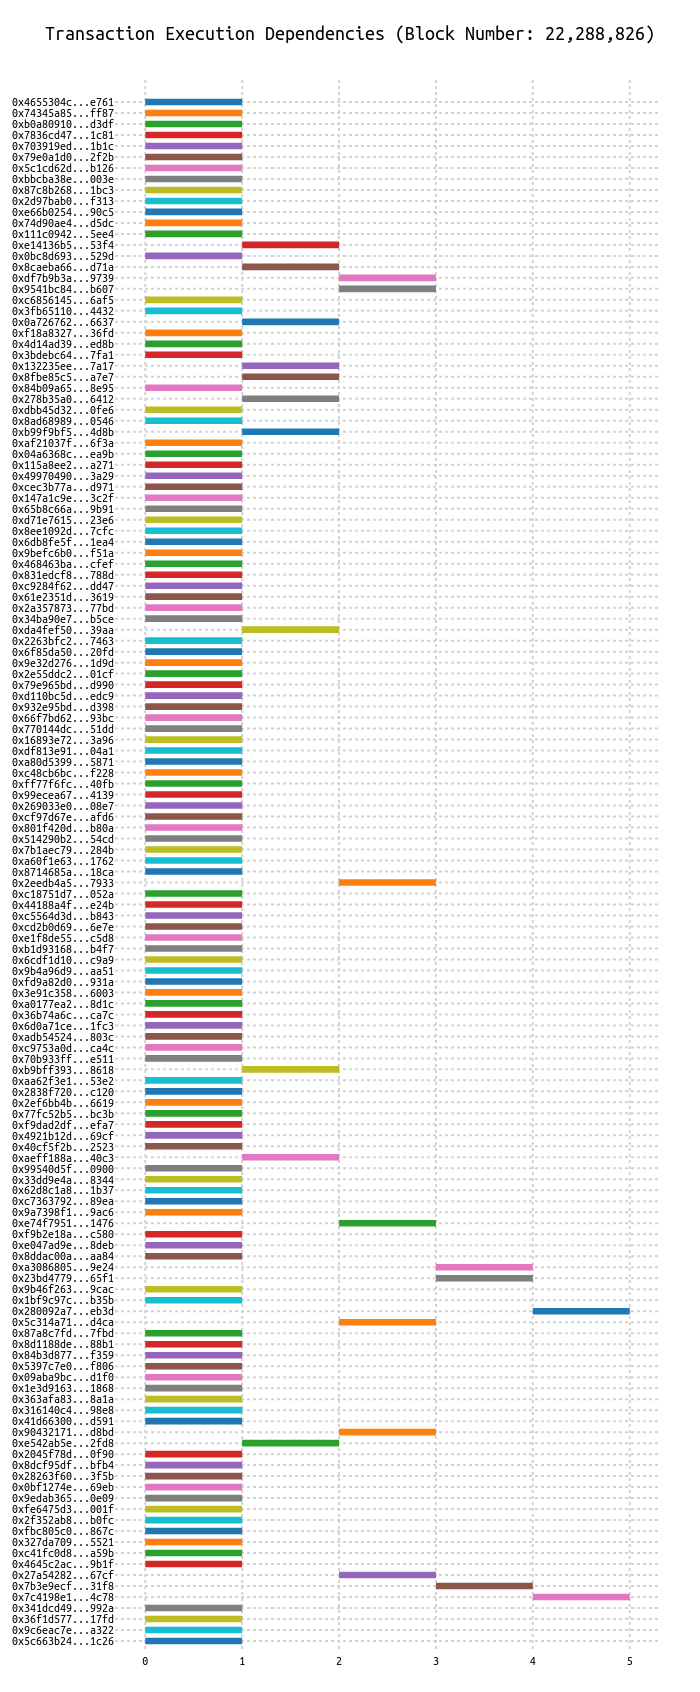 Transaction Execution Dependencies (Block Number: 22,288,826)
0x4655304c...e761
0x74345a85...ff87
0xb0a80910...d3df
0x7836cd47...1c81
0x703919ed...1b1c
0x79e0a1d0...2f2b
0x5c1cd62d...b126
0xbbcba38e...003e
0x87c8b268...1bc3
0x2d97bab0...f313
0xe66b0254...90c5
0x74d90ae4...d5dc
0x111c0942...5ee4
0xe14136b5...53f4
0x0bc8d693...529d
0x8caeba66...d71a
0xdf7b9b3a...9739
0x9541bc84...b607
0xc6856145...6af5
0x3fb65110...4432
0x0a726762...6637
0xf18a8327...36fd
0x4d14ad39...ed8b
0x3bdebc64...7fa1
0x132235ee...7a17
0x8fbe85c5...a7e7
0x84b09a65...8e95
0x278b35a0...6412
0xdbb45d32...0fe6
0x8ad68989...0546
0xb99f9bf5...4d8b
0xaf21037f...6f3a
0x04a6368c...ea9b
0x115a8ee2...a271
0x49970490...3a29
0xcec3b77a...d971
0x147a1c9e...3c2f
0x65b8c66a...9b91
0xd71e7615...23e6
0x8ee1092d...7cfc
0x6db8fe5f...1ea4
0x9befc6b0...f51a
0x468463ba...cfef
0x831edcf8...788d
0xc9284f62...dd47
0x61e2351d...3619
0x2a357873...77bd
0x34ba90e7...b5ce
0xda4fef50...39aa
0x2263bfc2...7463
0x6f85da50...20fd
0x9e32d276...1d9d
0x2e55ddc2...01cf
0x79e965bd...d990
0xd110bc5d...edc9
0x932e95bd...d398
0x66f7bd62...93bc
0x770144dc...51dd
0x16893e72...3a96
0xdf813e91...04a1
0xa80d5399...5871
0xc48cb6bc...f228
0xff77f6fc...40fb
0x99ecea67...4139
0x269033e0...08e7
0xcf97d67e...afd6
0x801f420d...b80a
0x514290b2...54cd
0x7b1aec79...284b
0xa60f1e63...1762
0x8714685a...18ca
0x2eedb4a5...7933
0xc18751d7...052a
0x44188a4f...e24b
0xc5564d3d...b843
0xcd2b0d69...6e7e
0xe1f8de55...c5d8
0xb1d93168...b4f7
0x6cdf1d10...c9a9
0x9b4a96d9...aa51
0xfd9a82d0...931a
0x3e91c358...6003
0xa0177ea2...8d1c
0x36b74a6c...ca7c
0x6d0a71ce...1fc3
0xadb54524...803c
0xc9753a0d...ca4c
0x70b933ff...e511
0xb9bff393...8618
0xaa62f3e1...53e2
0x2838f720...c120
0x2ef6bb4b...6619
0x77fc52b5...bc3b
0xf9dad2df...efa7
0x4921b12d...69cf
0x40cf5f2b...2523
0xaeff188a...40c3
0x99540d5f...0900
0x33dd9e4a...8344
0x62d8c1a8...1b37
0xc7363792...89ea
0x9a7398f1...9ac6
0xe74f7951...1476
0xf9b2e18a...c580
0xe047ad9e...8deb
0x8ddac00a...aa84
0xa3086805...9e24
0x23bd4779...65f1
0x9b46f263...9cac
0x1bf9c97c...b35b
0x280092a7...eb3d
0x5c314a71...d4ca
0x87a8c7fd...7fbd
0x8d1188de...88b1
0x84b3d877...f359
0x5397c7e0...f806
0x09aba9bc...d1f0
0x1e3d9163...1868
0x363afa83...8a1a
0x316140c4...98e8
0x41d66300...d591
0x90432171...d8bd
0xe542ab5e...2fd8
0x2045f78d...0f90
0x8dcf95df...bfb4
0x28263f60...3f5b
0x0bf1274e...69eb
0x9edab365...0e09
0xfe6475d3...001f
0x2f352ab8...b0fc
0xfbc805c0...867c
0x327da709...5521
0xc41fc0d8...a59b
0x4645c2ac...9b1f
0x27a54282...67cf
0x7b3e9ecf...31f8
0x7c4198e1...4c78
0x341dcd49...992a
0x36f1d577...17fd
0x9c6eac7e...a322
0x5c663b24...1c26
0 1 2 3 4 5